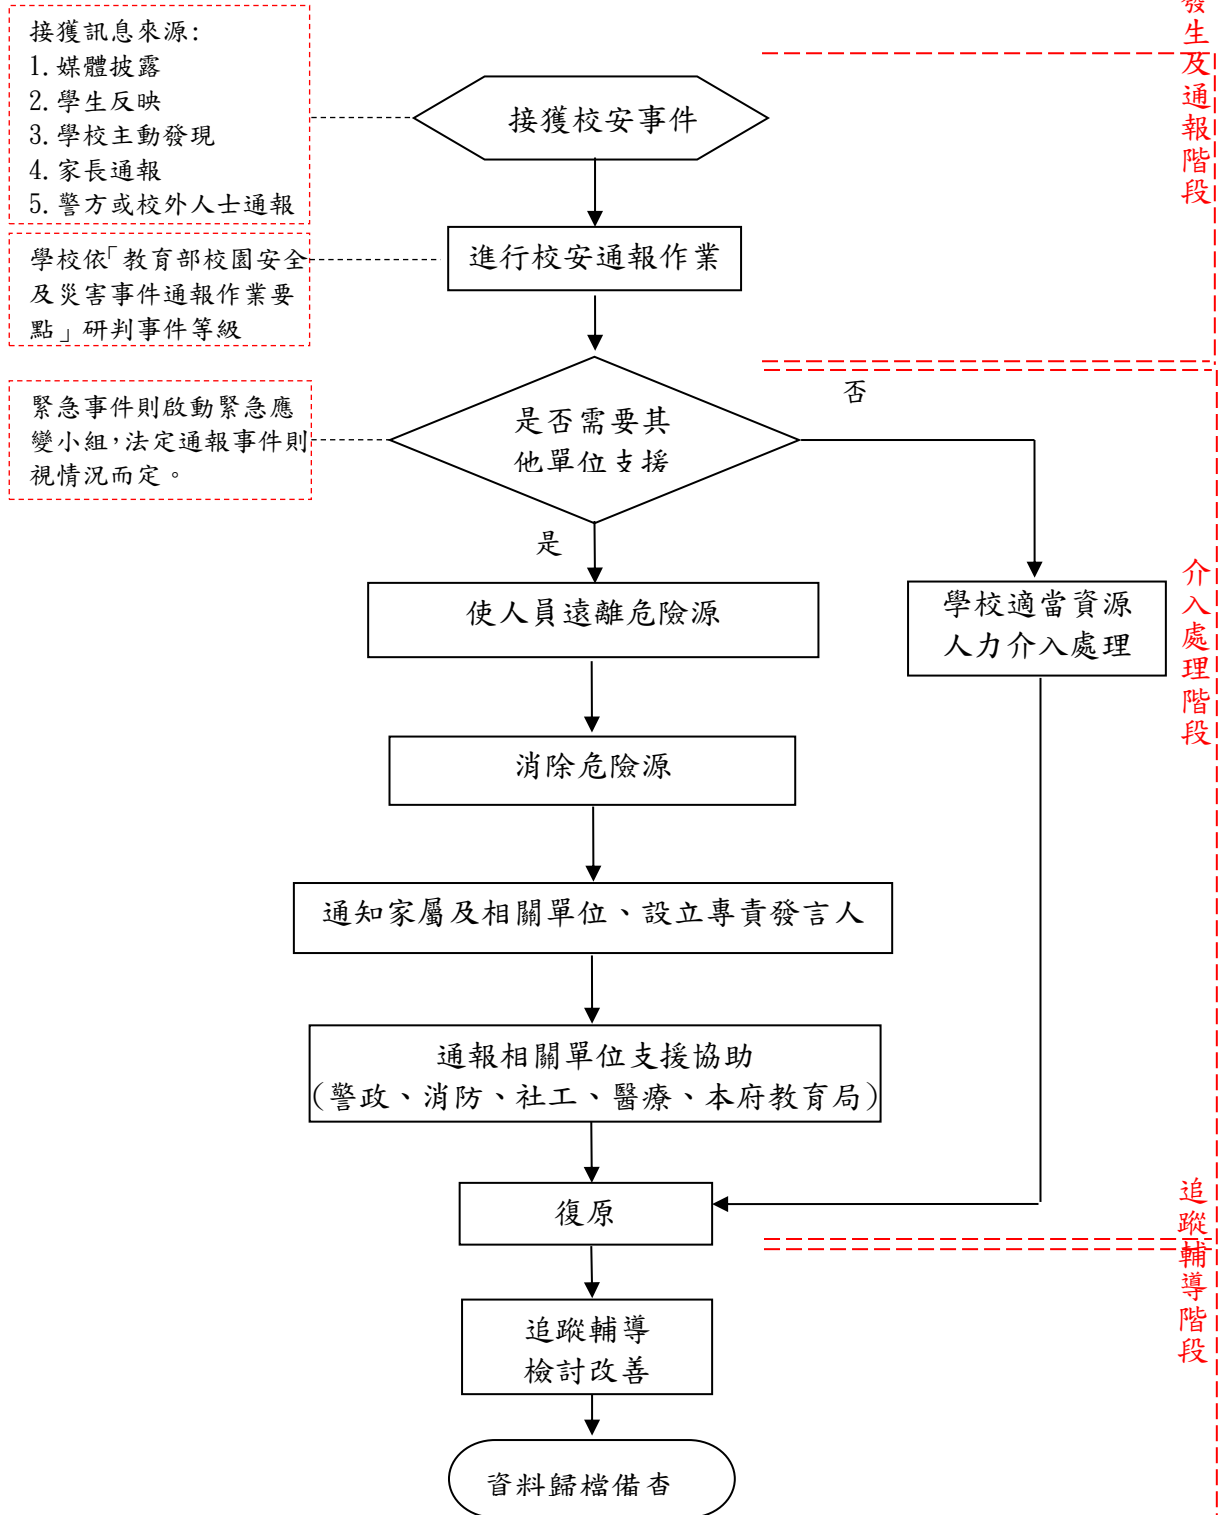 接獲訊息來源:
1.媒體披露
2.學生反映
3.學校主動發現
4.家長通報
5.警方或校外人士通報
接獲校安事件
發生及通報階段
學校依「教育部校園安全
及災害事件通報作業要
點」研判事件等級
進行校安通報作業
緊急事件則啟動緊急應
變小組,法定通報事件則
視情況而定。
是否需要其
他單位支援
否
是
使人員遠離危險源
學校適當資源
人力介入處理
介入處理階段
消除危險源
通知家屬及相關單位、設立專責發言人
通報相關單位支援協助
(警政、消防、社工、醫療、本府教育局)
復原
追蹤輔導階段
追蹤輔導
檢討改善
資料歸檔備查